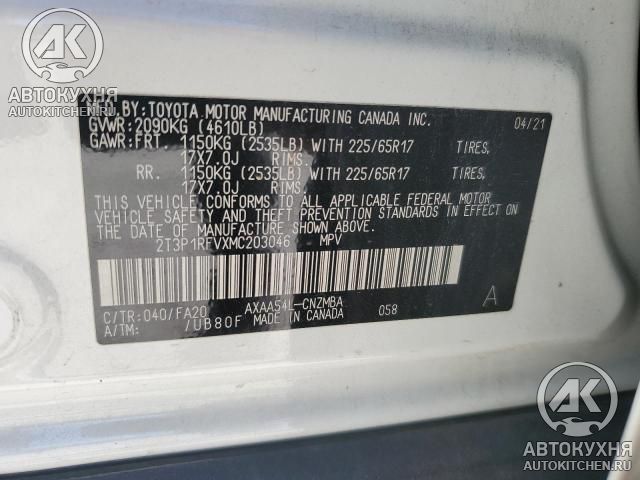 АК
АВТОКУХНЯ
AUTOKITCHEN.RU
MFD.BY:TOYOTA MOTOR MANUFACTURING CANADA INC.
GVWR:2090KG (4610LB) 04/21
GAWR:FRT. 1150KG (2535LB) WITH 225/65R17 TIRES,
17X7.0J RIMS,
RR. 1150KG (2535LB) WITH 225/65R17 TIRES,
17X7.0J RIMS.
THIS VEHICLE CONFORMS TO ALL APPLICABLE FEDERAL MOTOR
VEHICLE SAFETY AND THEFT PREVENTION STANDARDS IN EFFECT ON
THE DATE OF MANUFACTURE SHOWN ABOVE.
2T3P1RFVXMC203046 MPV
C/TR:040/FA20 AXAA54L-CNZMBA 058 A
A/TM: /UB80F MADE IN CANADA
АК
АВТОКУХНЯ
AUTOKITCHEN.RU